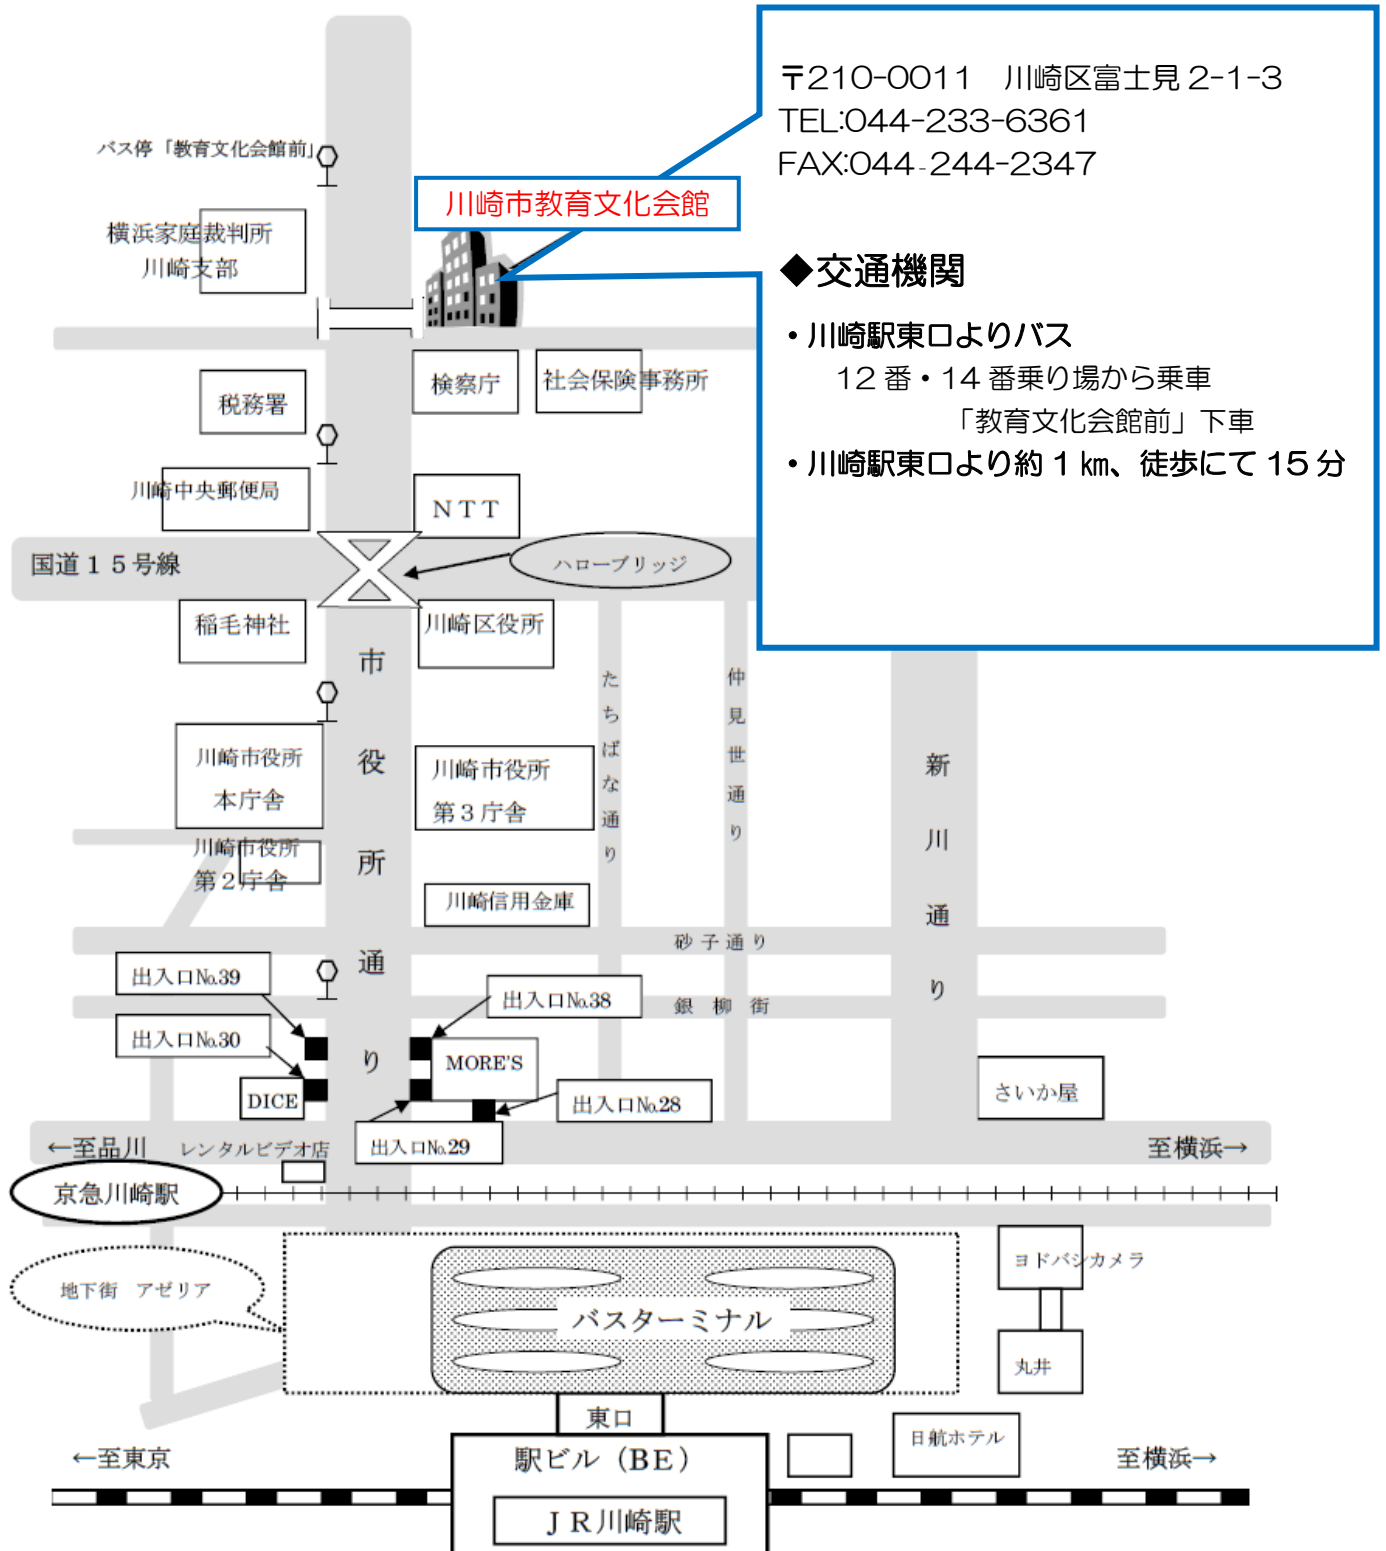 〒210-0011　川崎区富士見 2-1-3
TEL:044-233-6361
FAX:044-244-2347
バス停「教育文化会館前」
川崎市教育文化会館
横浜家庭裁判所
川崎支部
◆交通機関
・川崎駅東口よりバス
12 番・14 番乗り場から乗車
「教育文化会館前」下車
・川崎駅東口より約 1 ㎞、徒歩にて 15 分
税務署
検察庁
社会保険事務所
川崎中央郵便局
ＮＴＴ
国道１５号線
ハローブリッジ
稲毛神社
川崎区役所
市役所通り
たちばな通り
仲見世通り
新川通り
川崎市役所
本庁舎
川崎市役所
第３庁舎
川崎市役所
第２庁舎
川崎信用金庫
砂子通り
出入口№39
出入口№38
銀柳街
出入口№30
MORE'S
DICE
出入口№28
さいか屋
出入口№29
←至品川
レンタルビデオ店
至横浜→
京急川崎駅
地下街　アゼリア
バスターミナル
ヨドバシカメラ
丸井
東口
日航ホテル
←至東京
駅ビル（BE）
至横浜→
ＪＲ川崎駅